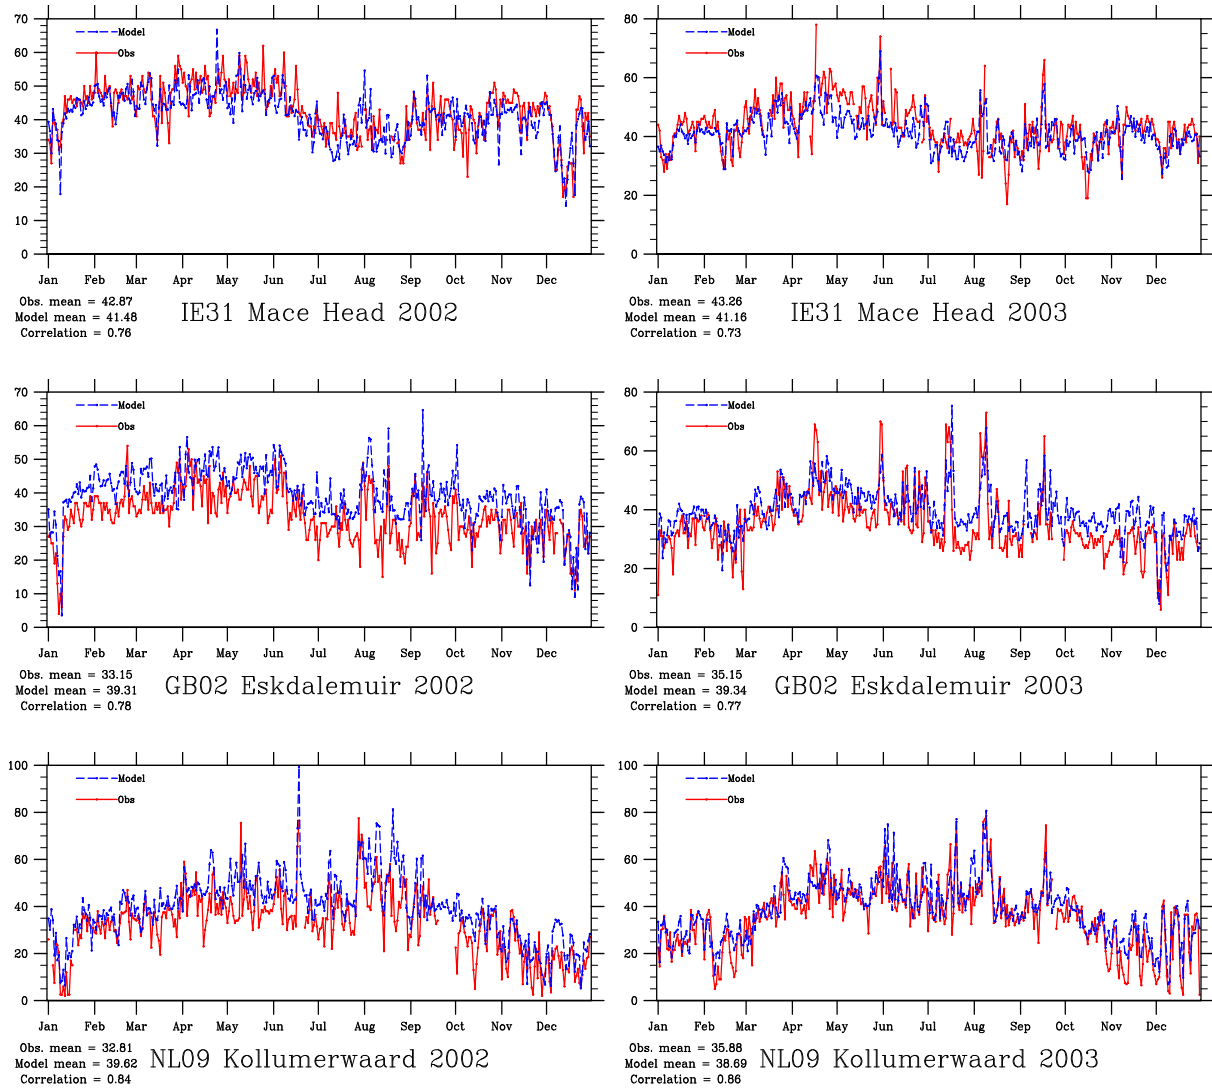 70
60
50
40
30
20
10
0
Model
Obs
Jan Feb Mar Apr May Jun Jul Aug Sep Oct Nov Dec
Obs. mean = 42.87
Model mean = 41.48
Correlation = 0.76
IE31 Mace Head 2002
80
60
40
20
0
Model
Obs
Jan Feb Mar Apr May Jun Jul Aug Sep Oct Nov Dec
Obs. mean = 43.26
Model mean = 41.16
Correlation = 0.73
IE31 Mace Head 2003
70
60
50
40
30
20
10
0
Model
Obs
Jan Feb Mar Apr May Jun Jul Aug Sep Oct Nov Dec
Obs. mean = 33.15
Model mean = 39.31
Correlation = 0.78
GB02 Eskdalemuir 2002
80
60
40
20
0
Model
Obs
Jan Feb Mar Apr May Jun Jul Aug Sep Oct Nov Dec
Obs. mean = 35.15
Model mean = 39.34
Correlation = 0.77
GB02 Eskdalemuir 2003
100
80
60
40
20
0
Model
Obs
Jan Feb Mar Apr May Jun Jul Aug Sep Oct Nov Dec
Obs. mean = 32.81
Model mean = 39.62
Correlation = 0.84
NL09 Kollumerwaard 2002
100
80
60
40
20
0
Model
Obs
Jan Feb Mar Apr May Jun Jul Aug Sep Oct Nov Dec
Obs. mean = 35.88
Model mean = 38.69
Correlation = 0.86
NL09 Kollumerwaard 2003